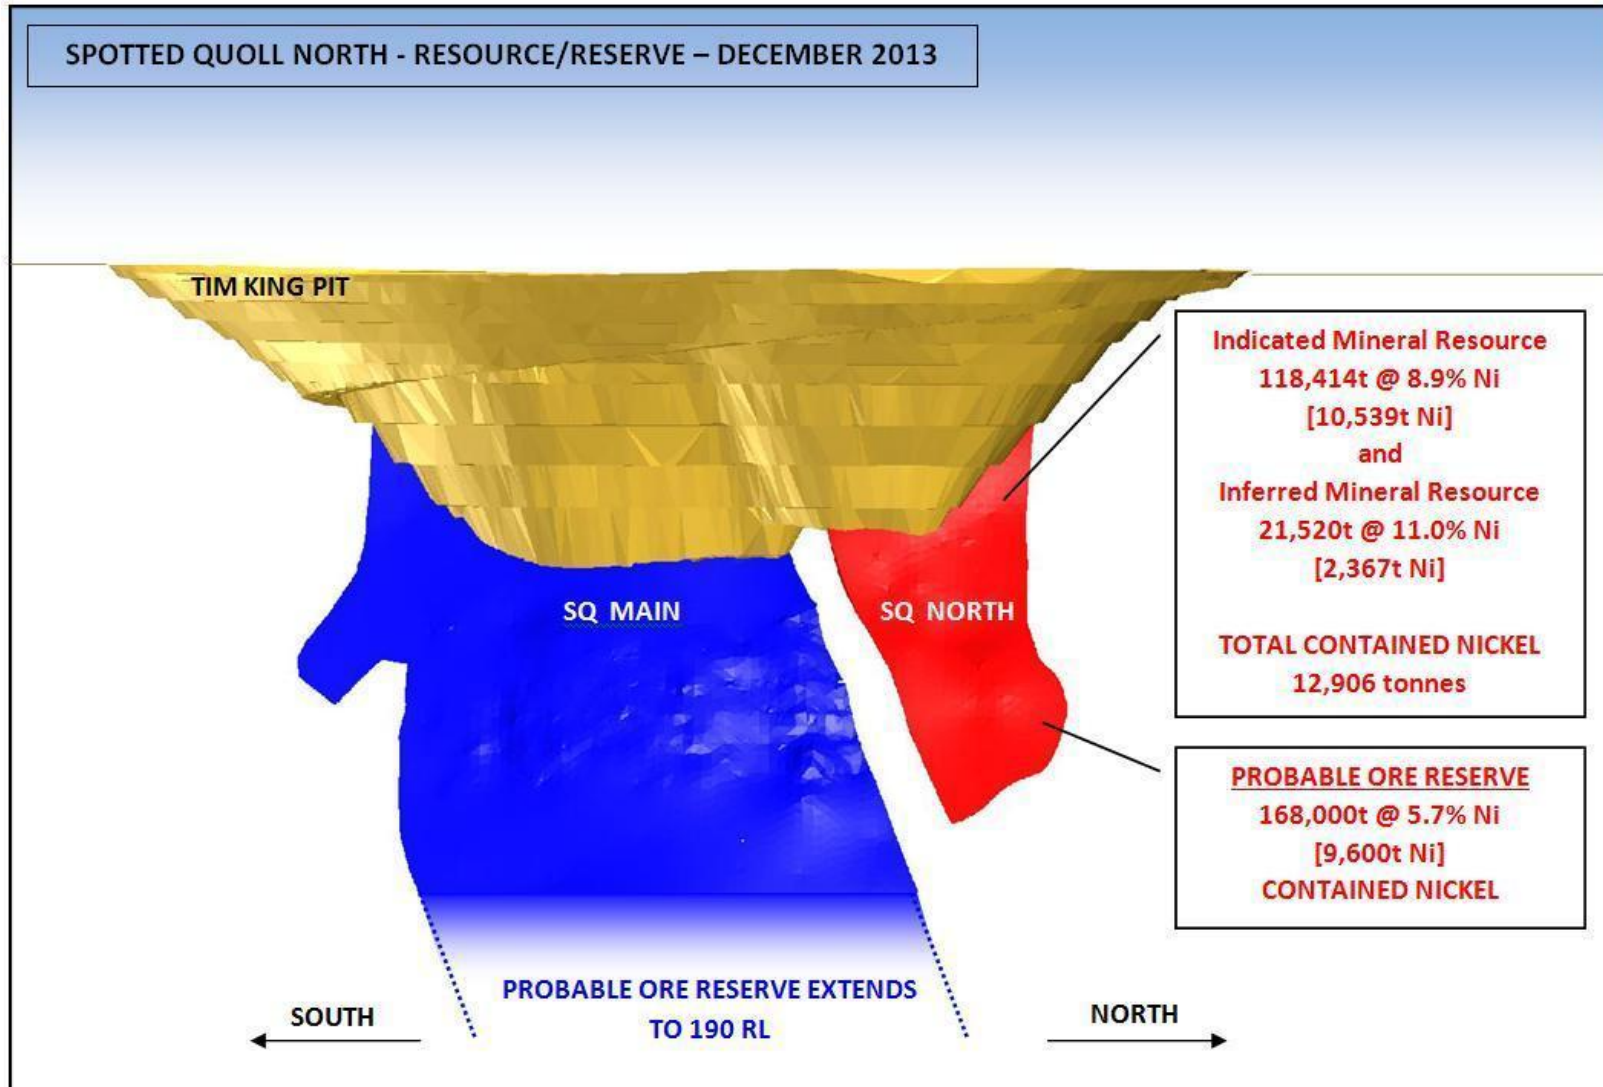 SPOTTED QUOLL NORTH - RESOURCE/RESERVE – DECEMBER 2013
TIM KING PIT
Indicated Mineral Resource
118,414t @ 8.9% Ni
[10,539t Ni]
and
Inferred Mineral Resource
21,520t @ 11.0% Ni
[2,367t Ni]
TOTAL CONTAINED NICKEL
12,906 tonnes
SQ MAIN
SQ NORTH
PROBABLE ORE RESERVE
168,000t @ 5.7% Ni
[9,600t Ni]
CONTAINED NICKEL
PROBABLE ORE RESERVE EXTENDS
TO 190 RL
SOUTH
NORTH